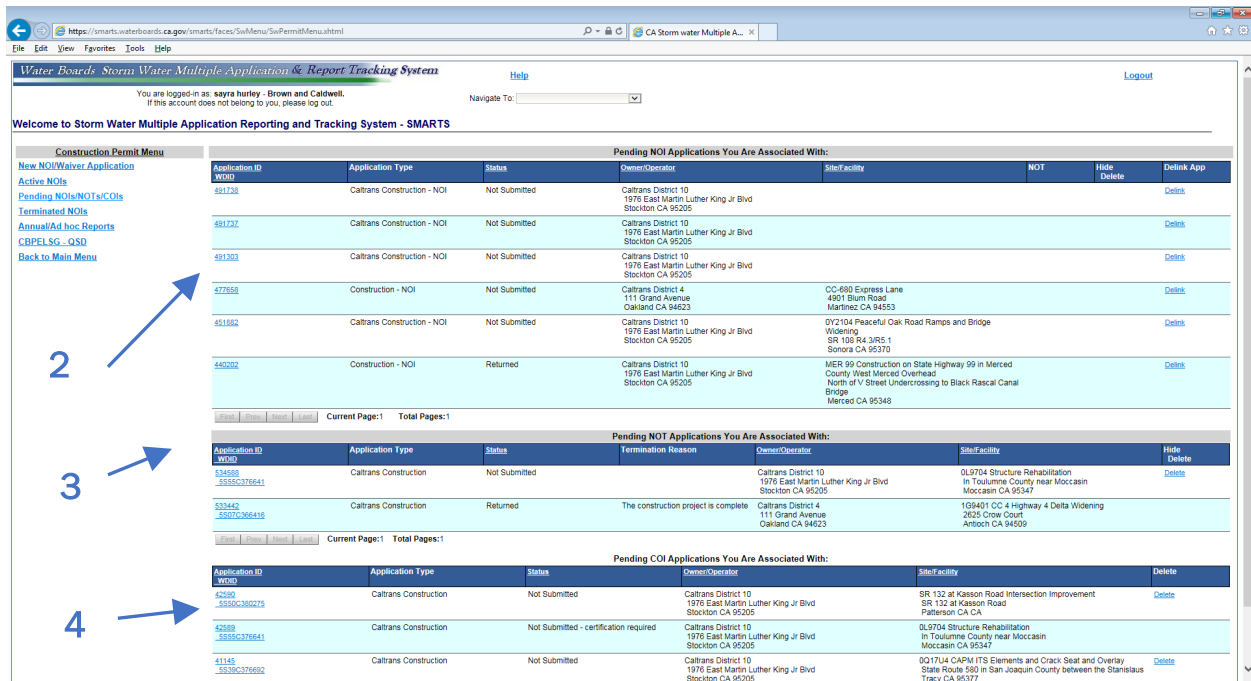 https://smarts.waterboards.ca.gov/smarts/faces/SwMenu/SwPermitMenu.xhtml
CA Storm water Multiple A...
File Edit View Favorites Tools Help
Water Boards Storm Water Multiple Application & Report Tracking System
Help
Logout
You are logged-in as: sayra hurley - Brown and Caldwell.
If this account does not belong to you, please log out.
Navigate To:
Welcome to Storm Water Multiple Application Reporting and Tracking System - SMARTS
Construction Permit Menu
New NOI/Waiver Application
Active NOIs
Pending NOIs/NOTs/COIs
Terminated NOIs
Annual/Ad hoc Reports
CBPELSG - QSD
Back to Main Menu
2
3
4
Pending NOI Applications You Are Associated With:
Application ID Application Type Status Owner/Operator Site/Facility NOT Hide Delink App
WDID Delete
491738 Caltrans Construction - NOI Not Submitted Caltrans District 10 Delink
1976 East Martin Luther King Jr Blvd
Stockton CA 95205
491737 Caltrans Construction - NOI Not Submitted Caltrans District 10 Delink
1976 East Martin Luther King Jr Blvd
Stockton CA 95205
491303 Caltrans Construction - NOI Not Submitted Caltrans District 10 Delink
1976 East Martin Luther King Jr Blvd
Stockton CA 95205
477658 Construction - NOI Not Submitted Caltrans District 4 CC-680 Express Lane Delink
111 Grand Avenue 4901 Blum Road
Oakland CA 94623 Martinez CA 94553
451882 Caltrans Construction - NOI Not Submitted Caltrans District 10 0Y2104 Peaceful Oak Road Ramps and Bridge Delink
1976 East Martin Luther King Jr Blvd Widening
Stockton CA 95205 SR 108 R4.3/R5.1
Sonora CA 95370
440202 Construction - NOI Returned Caltrans District 10 MER 99 Construction on State Highway 99 in Merced Delink
1976 East Martin Luther King Jr Blvd County West Merced Overhead
Stockton CA 95205 North of V Street Undercrossing to Black Rascal Canal
Bridge
Merced CA 95348
First Prev Next Last Current Page:1 Total Pages:1
Pending NOT Applications You Are Associated With:
Application ID Application Type Status Termination Reason Owner/Operator Site/Facility Hide
WDID Delete
534588 Caltrans Construction Not Submitted Caltrans District 10 0L9704 Structure Rehabilitation Delete
5S55C376641 1976 East Martin Luther King Jr Blvd In Toulumne County near Moccasin
Stockton CA 95205 Moccasin CA 95347
533442 Caltrans Construction Returned The construction project is complete Caltrans District 4 1G9401 CC 4 Highway 4 Delta Widening
5S07C366416 111 Grand Avenue 2625 Crow Court
Oakland CA 94623 Antioch CA 94509
First Prev Next Last Current Page:1 Total Pages:1
Pending COI Applications You Are Associated With:
Application ID Application Type Status Owner/Operator Site/Facility Delete
WDID
42590 Caltrans Construction Not Submitted Caltrans District 10 SR 132 at Kasson Road Intersection Improvement Delete
5S50C380275 1976 East Martin Luther King Jr Blvd SR 132 at Kasson Road
Stockton CA 95205 Patterson CA CA
42589 Caltrans Construction Not Submitted - certification required Caltrans District 10 0L9704 Structure Rehabilitation
5S55C376641 1976 East Martin Luther King Jr Blvd In Toulumne County near Moccasin
Stockton CA 95205 Moccasin CA 95347
41145 Caltrans Construction Not Submitted Caltrans District 10 0Q17U4 CAPM ITS Elements and Crack Seat and Overlay Delete
5S39C376692 1976 East Martin Luther King Jr Blvd State Route 580 in San Joaquin County between the Stanislaus
Stockton CA 95205 Tracy CA 95377